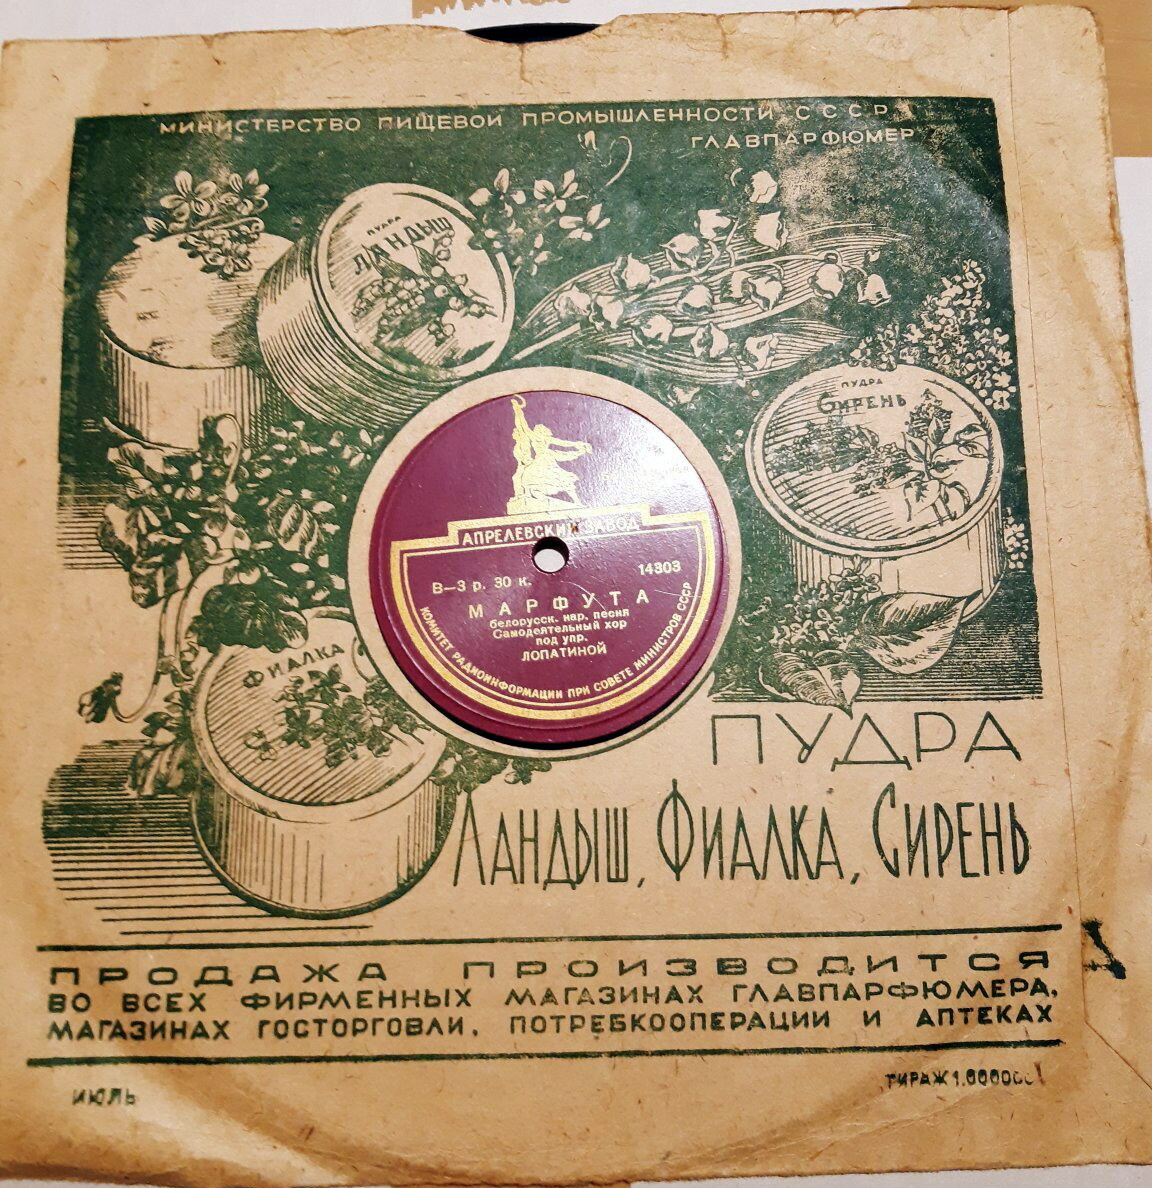 МИНИСТЕРСТВО ПИЩЕВОЙ ПРОМЫШЛЕННОСТИ СССР
ГЛАВПАРФЮМЕР
ПУДРА
ЛАНДЫШ
ПУДРА
СИРЕНЬ
АПРЕЛЕВСКИЙ ЗАВОД
В—3 р. 30 к.
14303
МАРФУТА
белорусск. нар. песня
Самодеятельный хор
под упр.
ЛОПАТИНОЙ
КОМИТЕТ РАДИОИНФОРМАЦИИ ПРИ СОВЕТЕ МИНИСТРОВ СССР
ФИАЛКА
ПУДРА
ЛАНДЫШ, ФИАЛКА, СИРЕНЬ
ПРОДАЖА ПРОИЗВОДИТСЯ
ВО ВСЕХ ФИРМЕННЫХ МАГАЗИНАХ ГЛАВПАРФЮМЕРА,
МАГАЗИНАХ ГОСТОРГОВЛИ, ПОТРЕБКООПЕРАЦИИ И АПТЕКАХ
ИЮЛЬ
ТИРАЖ